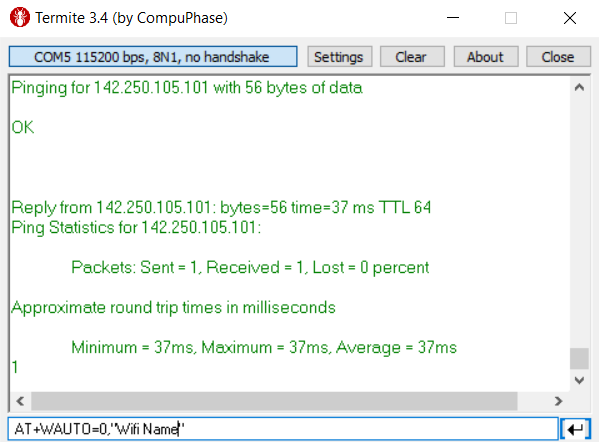 Termite 3.4 (by CompuPhase)
COM5 115200 bps, 8N1, no handshake
Settings
Clear
About
Close
Pinging for 142.250.105.101 with 56 bytes of data
OK
Reply from 142.250.105.101: bytes=56 time=37 ms TTL 64
Ping Statistics for 142.250.105.101:
Packets: Sent = 1, Received = 1, Lost = 0 percent
Approximate round trip times in milliseconds
Minimum = 37ms, Maximum = 37ms, Average = 37ms
1
AT+WAUTO=0,"Wifi Name"